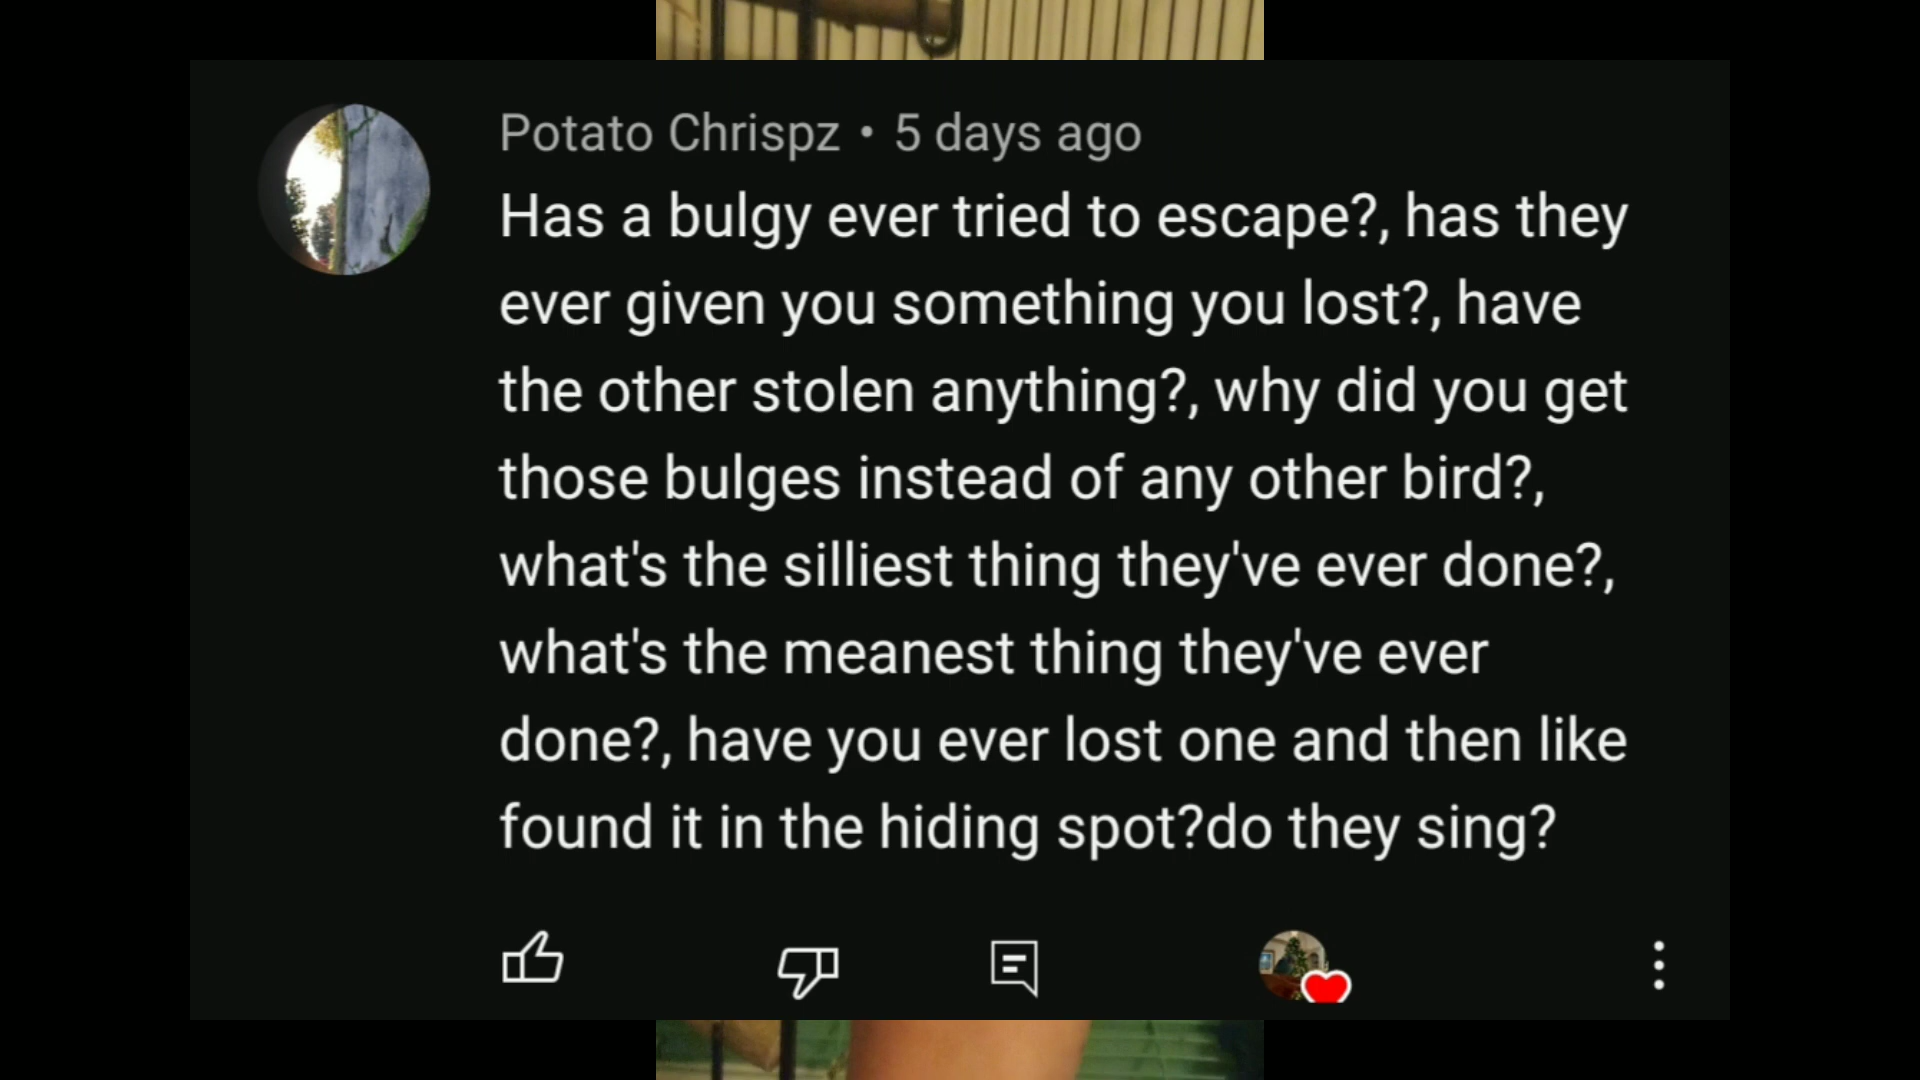 Potato Chrispz • 5 days ago
Has a bulgy ever tried to escape?, has they
ever given you something you lost?, have
the other stolen anything?, why did you get
those bulges instead of any other bird?,
what's the silliest thing they've ever done?,
what's the meanest thing they've ever
done?, have you ever lost one and then like
found it in the hiding spot?do they sing?